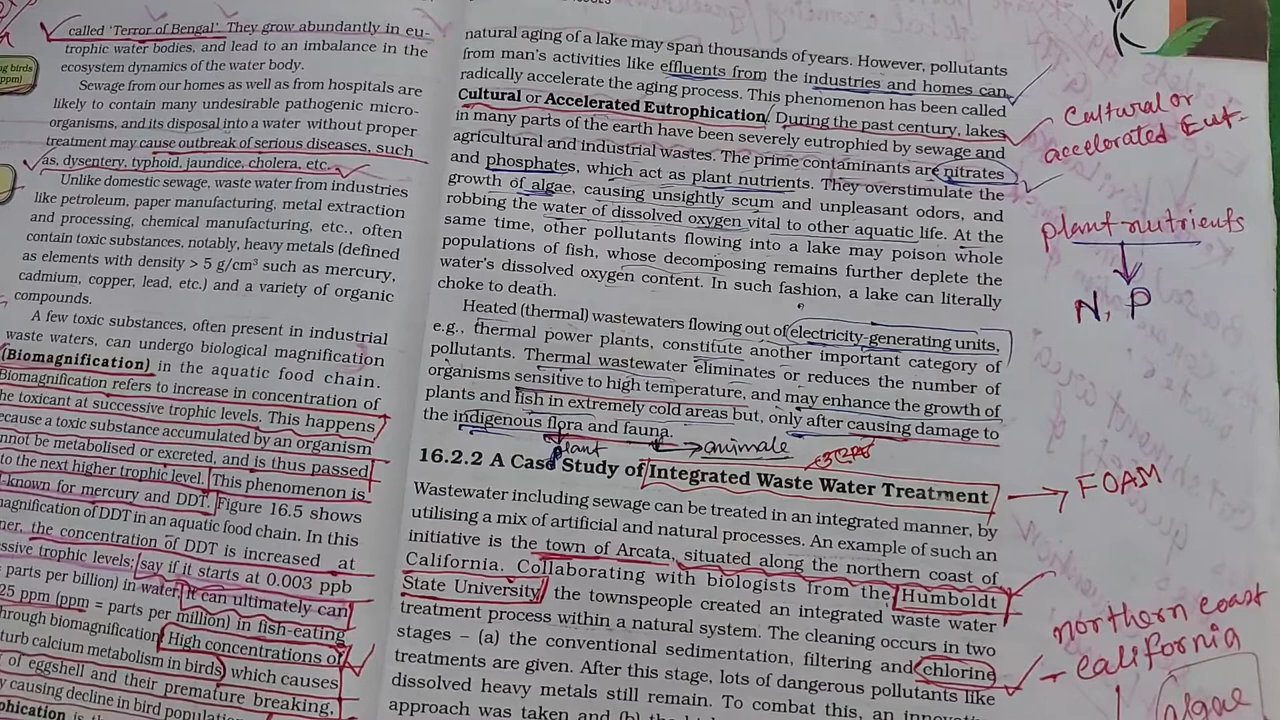 called ‘Terror of Bengal’. They grow abundantly in eu-
trophic water bodies, and lead to an imbalance in the
ecosystem dynamics of the water body.
Sewage from our homes as well as from hospitals are
likely to contain many undesirable pathogenic micro-
organisms, and its disposal into a water without proper
treatment may cause outbreak of serious diseases, such
as, dysentery, typhoid, jaundice, cholera, etc.
Unlike domestic sewage, waste water from industries
like petroleum, paper manufacturing, metal extraction
and processing, chemical manufacturing, etc., often
contain toxic substances, notably, heavy metals (defined
as elements with density > 5 g/cm³ such as mercury,
cadmium, copper, lead, etc.) and a variety of organic
compounds.
A few toxic substances, often present in industrial
waste waters, can undergo biological magnification
(Biomagnification) in the aquatic food chain.
Biomagnification refers to increase in concentration of
he toxicant at successive trophic levels. This happens
ecause a toxic substance accumulated by an organism
nnot be metabolised or excreted, and is thus passed
to the next higher trophic level. This phenomenon is
-known for mercury and DDT. Figure 16.5 shows
agnification of DDT in an aquatic food chain. In this
ner, the concentration of DDT is increased at
ssive trophic levels; say if it starts at 0.003 ppb
parts per billion) in water, it can ultimately can
25 ppm (ppm = parts per million) in fish-eating
hrough biomagnification. High concentrations of
turb calcium metabolism in birds, which causes
of eggshell and their premature breaking,
y causing decline in bird populations.
phication is
g birds
ppm)
natural aging of a lake may span thousands of years. However, pollutants
from man’s activities like effluents from the industries and homes can
radically accelerate the aging process. This phenomenon has been called
Cultural or Accelerated Eutrophication. During the past century, lakes
in many parts of the earth have been severely eutrophied by sewage and
agricultural and industrial wastes. The prime contaminants are nitrates
and phosphates, which act as plant nutrients. They overstimulate the
growth of algae, causing unsightly scum and unpleasant odors, and
robbing the water of dissolved oxygen vital to other aquatic life. At the
same time, other pollutants flowing into a lake may poison whole
populations of fish, whose decomposing remains further deplete the
water’s dissolved oxygen content. In such fashion, a lake can literally
choke to death.
Heated (thermal) wastewaters flowing out of electricity-generating units,
e.g., thermal power plants, constitute another important category of
pollutants. Thermal wastewater eliminates or reduces the number of
organisms sensitive to high temperature, and may enhance the growth of
plants and fish in extremely cold areas but, only after causing damage to
the indigenous flora and fauna.
plant animale
16.2.2 A Case Study of Integrated Waste Water Treatment
Wastewater including sewage can be treated in an integrated manner, by
utilising a mix of artificial and natural processes. An example of such an
initiative is the town of Arcata, situated along the northern coast of
California. Collaborating with biologists from the Humboldt
State University, the townspeople created an integrated waste water
treatment process within a natural system. The cleaning occurs in two
stages – (a) the conventional sedimentation, filtering and chlorine
treatments are given. After this stage, lots of dangerous pollutants like
dissolved heavy metals still remain. To combat this, an
approach was taken and (b) the
Cultural or
accelerated Eut-
plant nutrients
N, P
FOAM
northern coast
california
algae